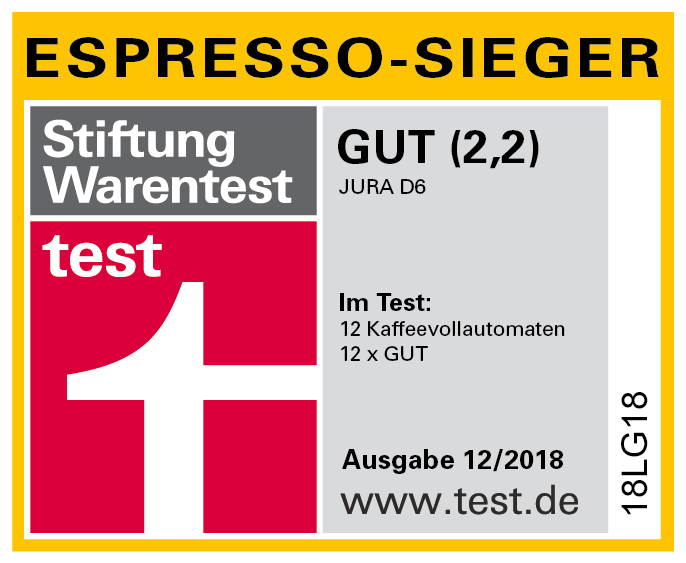 ESPRESSO-SIEGER
Stiftung
Warentest
test
GUT (2,2)
JURA D6
Im Test:
12 Kaffeevollautomaten
12 x GUT
Ausgabe 12/2018
www.test.de
18LG18